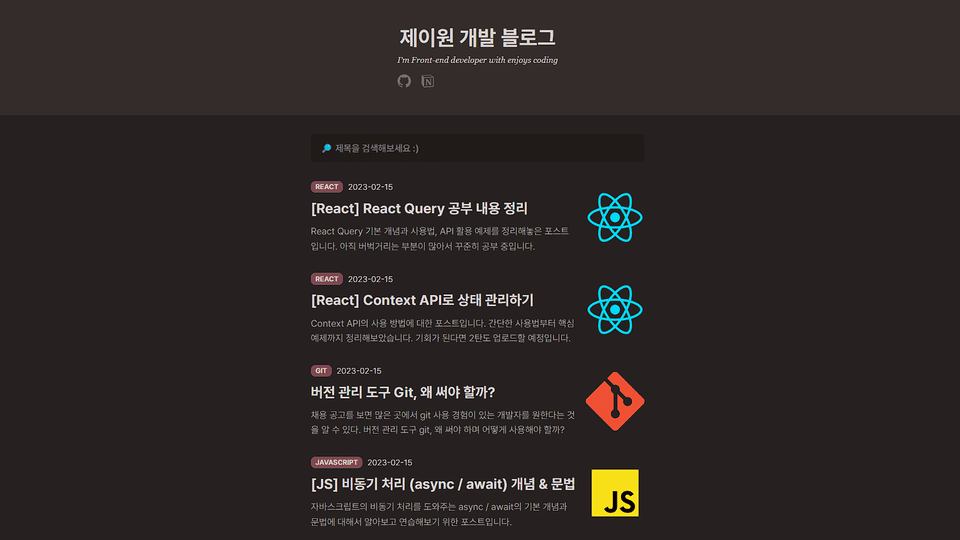 제이원 개발 블로그
I'm Front-end developer with enjoys coding
🔎 제목을 검색해보세요 :)
REACT 2023-02-15
[React] React Query 공부 내용 정리
React Query 기본 개념과 사용법, API 활용 예제를 정리해놓은 포스트
입니다. 아직 버벅거리는 부분이 많아서 꾸준히 공부 중입니다.
REACT 2023-02-15
[React] Context API로 상태 관리하기
Context API의 사용 방법에 대한 포스트입니다. 간단한 사용법부터 핵심
예제까지 정리해보았습니다. 기회가 된다면 2탄도 업로드할 예정입니다.
GIT 2023-02-15
버전 관리 도구 Git, 왜 써야 할까?
채용 공고를 보면 많은 곳에서 git 사용 경험이 있는 개발자를 원한다는 것
을 알 수 있다. 버전 관리 도구 git, 왜 써야 하며 어떻게 사용해야 할까?
JAVASCRIPT 2023-02-15
[JS] 비동기 처리 (async / await) 개념 & 문법
자바스크립트의 비동기 처리를 도와주는 async / await의 기본 개념과
문법에 대해서 알아보고 연습해보기 위한 포스트입니다.
JS